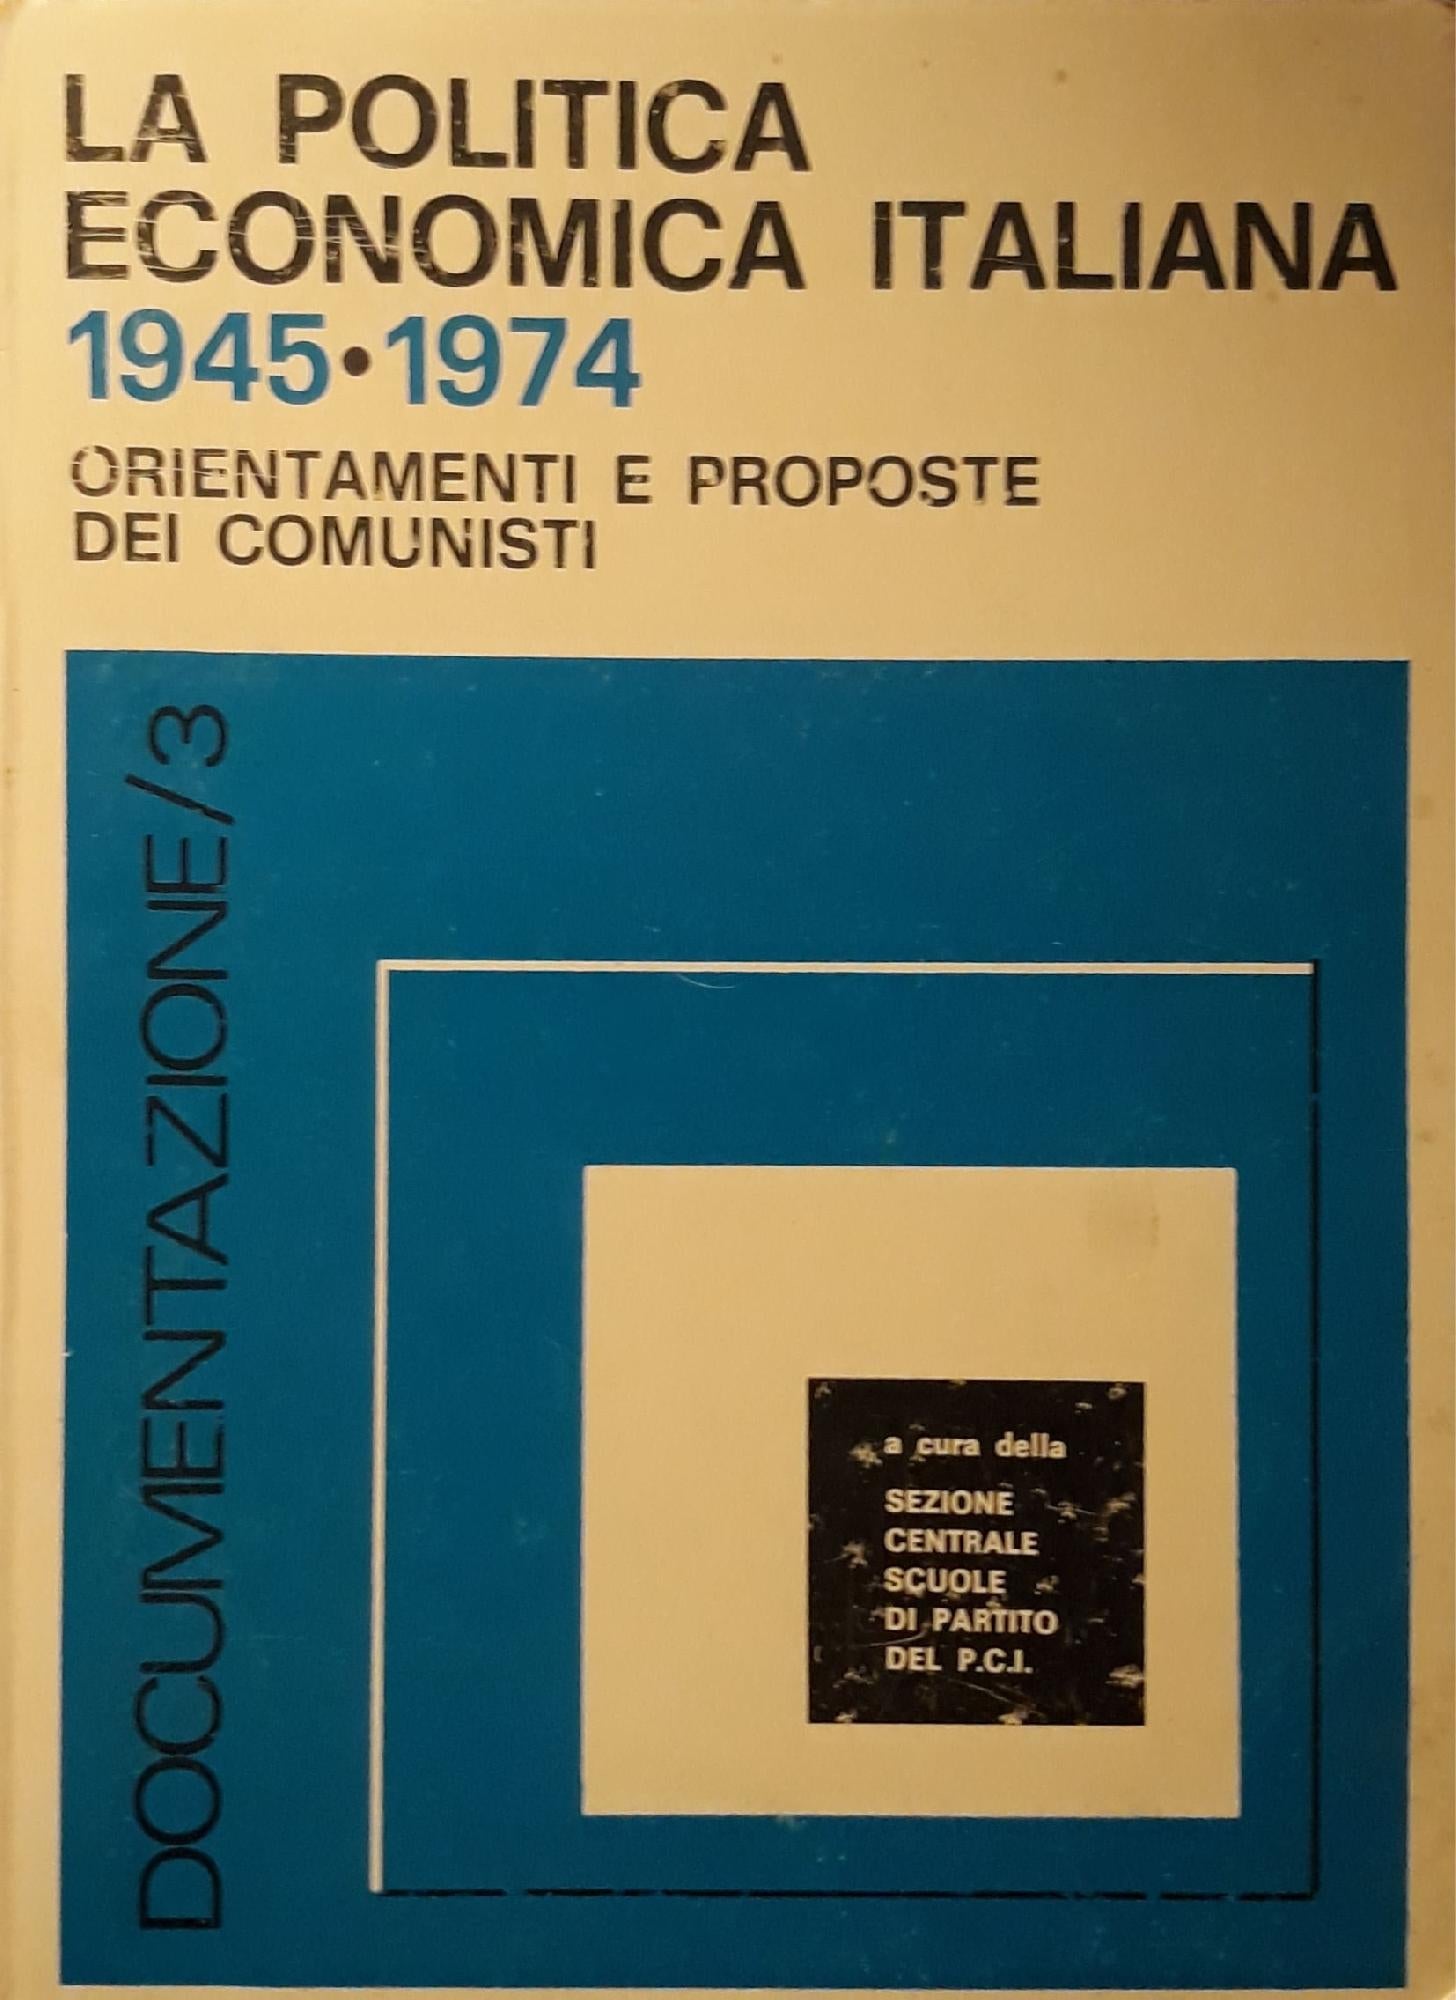 LA POLITICA
ECONOMICA ITALIANA
1945•1974
ORIENTAMENTI E PROPOSTE
DEI COMUNISTI
DOCUMENTAZIONE/3
a cura della
SEZIONE
CENTRALE
SCUOLE
DI PARTITO
DEL P.C.I.